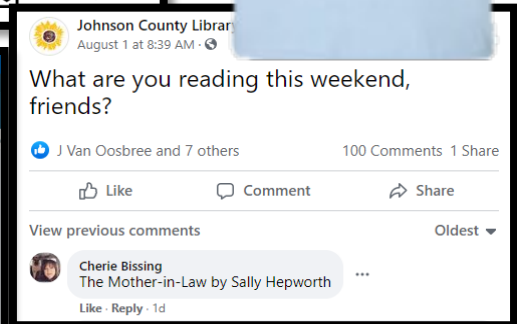 Johnson County Library
August 1 at 8:39 AM ·
What are you reading this weekend,
friends?
J Van Oosbree and 7 others 100 Comments 1 Share
Like Comment Share
View previous comments Oldest
Cherie Bissing
The Mother-in-Law by Sally Hepworth
Like · Reply · 1d